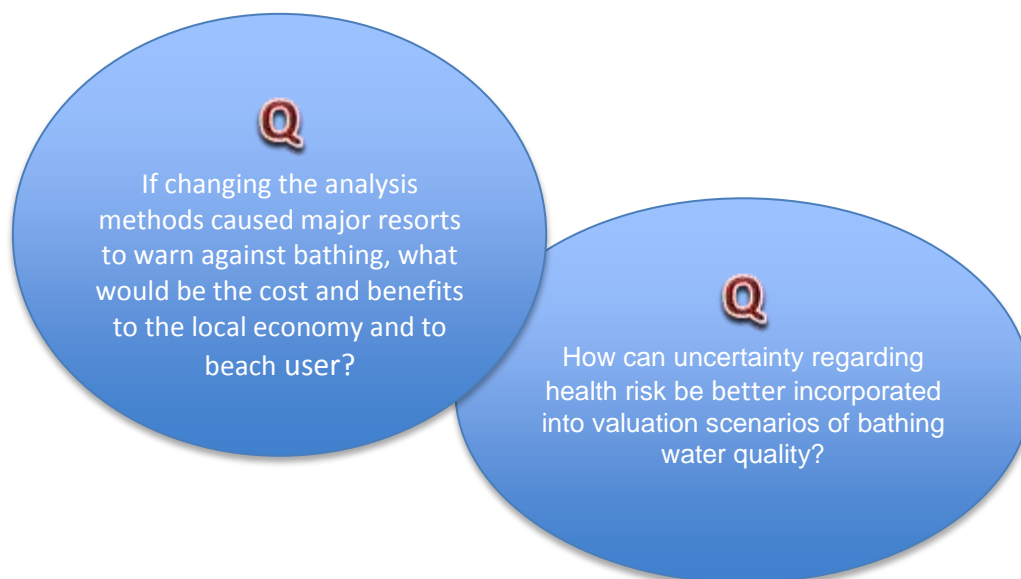 Q
If changing the analysis
methods caused major resorts
to warn against bathing, what
would be the cost and benefits
to the local economy and to
beach user?
Q
How can uncertainty regarding
health risk be better incorporated
into valuation scenarios of bathing
water quality?